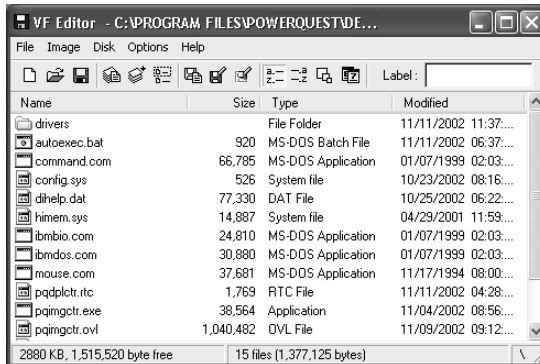 VF Editor - C:\PROGRAM FILES\POWERQUEST\DE...
File Image Disk Options Help
Label:
Name Size Type Modified
drivers File Folder 11/11/2002 11:37:...
autoexec.bat 920 MS-DOS Batch File 11/11/2002 06:37:...
command.com 66,785 MS-DOS Application 01/07/1999 02:03:...
config.sys 526 System file 10/23/2002 08:16:...
dihelp.dat 77,330 DAT File 10/25/2002 06:22:...
himem.sys 14,887 System file 04/29/2001 11:59:...
ibmbio.com 24,810 MS-DOS Application 01/07/1999 02:03:...
ibmdos.com 30,880 MS-DOS Application 01/07/1999 02:03:...
mouse.com 37,681 MS-DOS Application 11/17/1994 08:00:...
pqdplctr.rtc 1,769 RTC File 11/11/2002 04:28:...
pqimgctr.exe 38,564 Application 11/04/2002 08:56:...
pqimgctr.ovl 1,040,482 OVL File 11/09/2002 09:12:...
2880 KB, 1,515,520 byte free 15 files (1,377,125 bytes) \